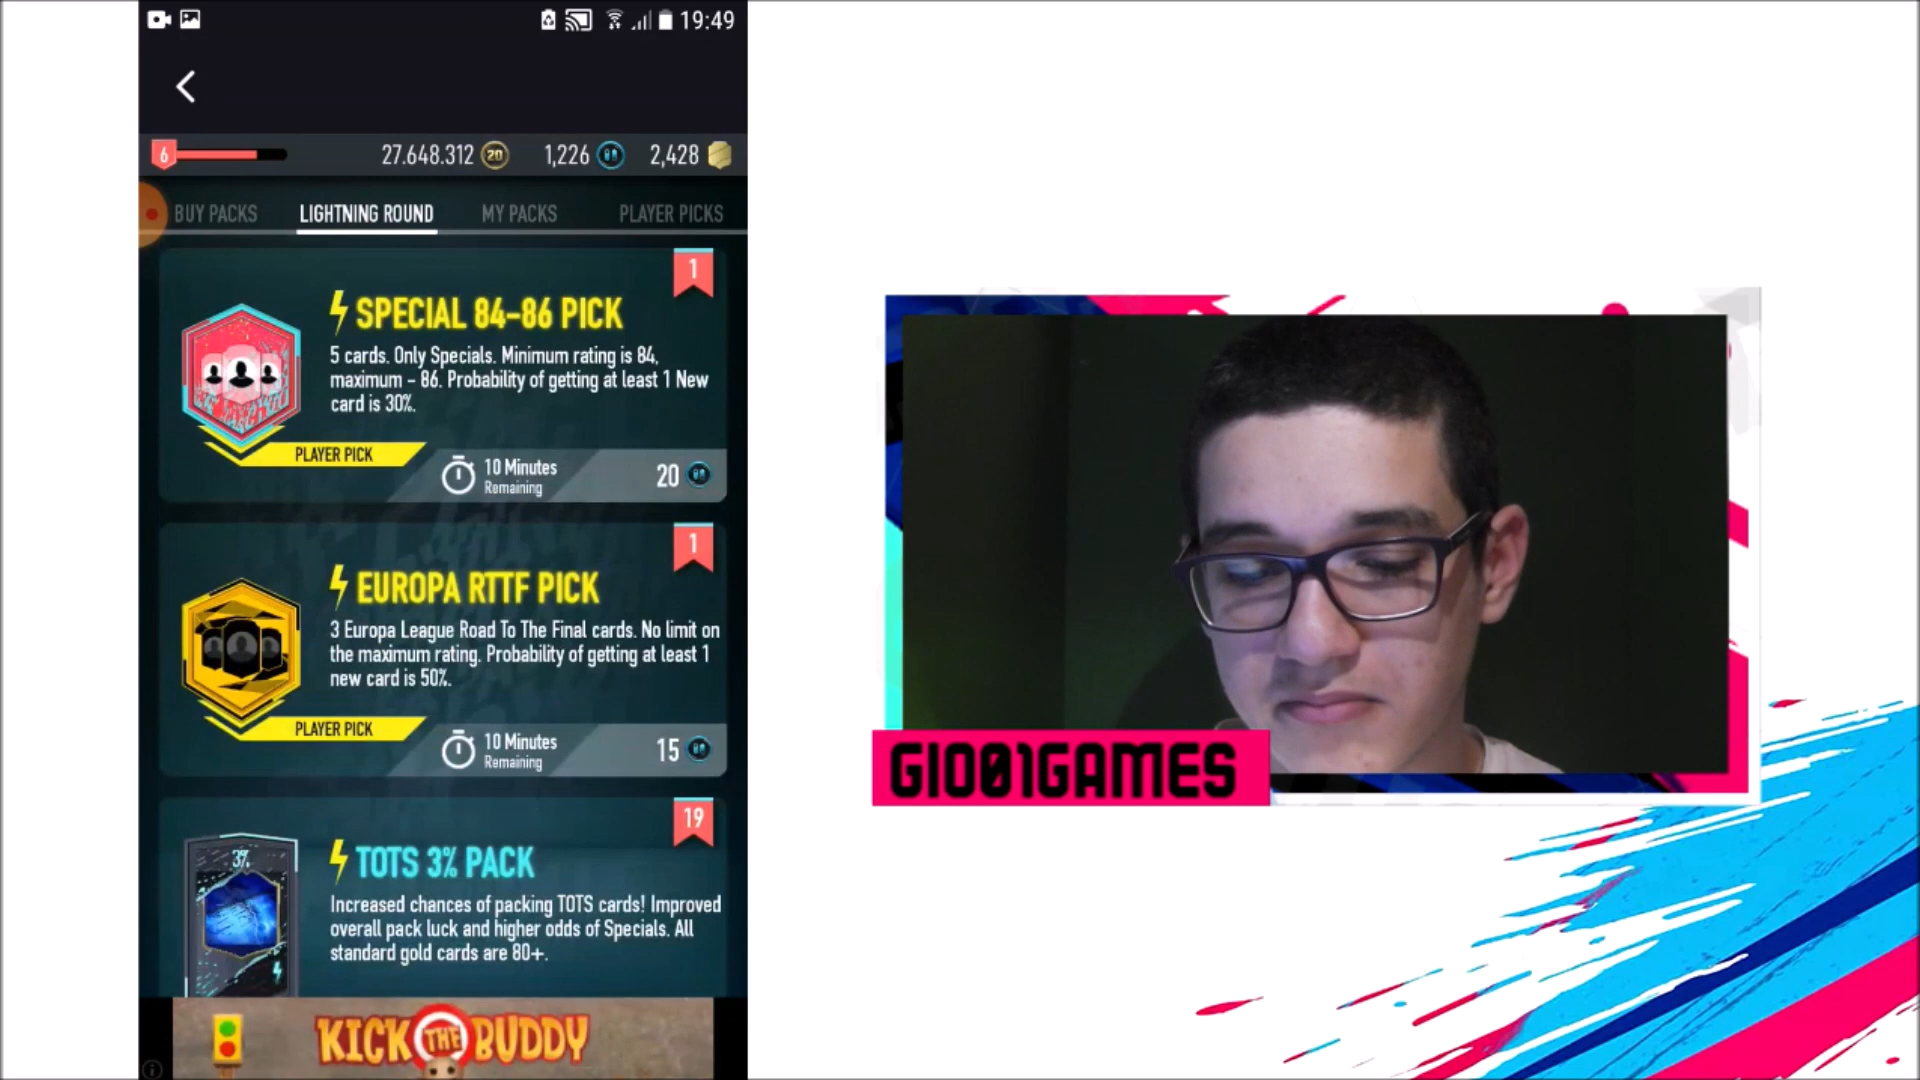 19:49
6
27.648.312 20 1,226 2,428
BUY PACKS LIGHTNING ROUND MY PACKS PLAYER PICKS
1
SPECIAL 84-86 PICK
5 cards. Only Specials. Minimum rating is 84,
maximum - 86. Probability of getting at least 1 New
card is 30%.
PLAYER PICK
10 Minutes
Remaining
20
1
EUROPA RTTF PICK
3 Europa League Road To The Final cards. No limit on
the maximum rating. Probability of getting at least 1
new card is 50%.
PLAYER PICK
10 Minutes
Remaining
15
19
3%
TOTS 3% PACK
Increased chances of packing TOTS cards! Improved
overall pack luck and higher odds of Specials. All
standard gold cards are 80+.
KICK THE BUDDY
GIO01GAMES